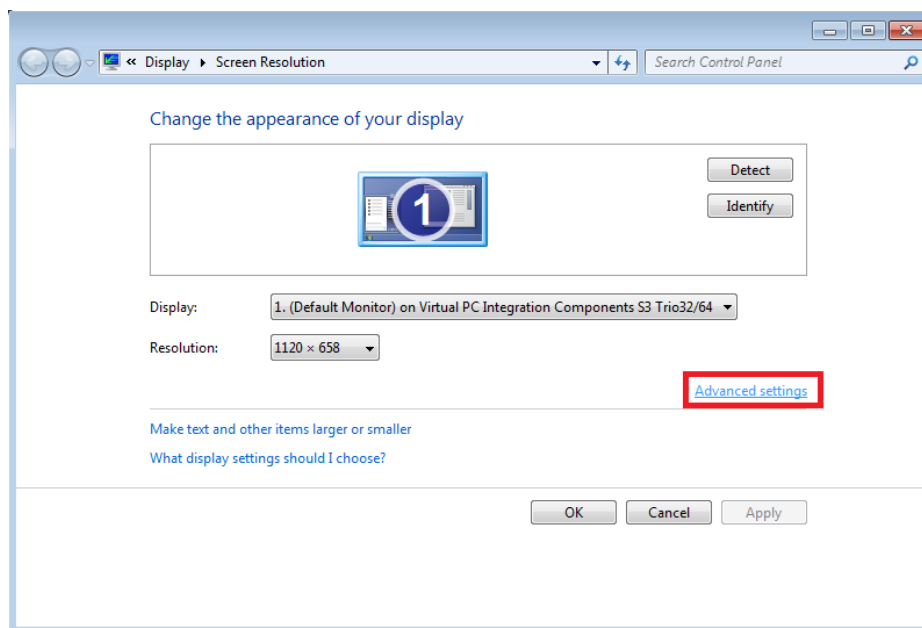 « Display ▸ Screen Resolution
Search Control Panel
Change the appearance of your display
1
Detect
Identify
Display: 1. (Default Monitor) on Virtual PC Integration Components S3 Trio32/64
Resolution: 1120 × 658
Advanced settings
Make text and other items larger or smaller
What display settings should I choose?
OK Cancel Apply